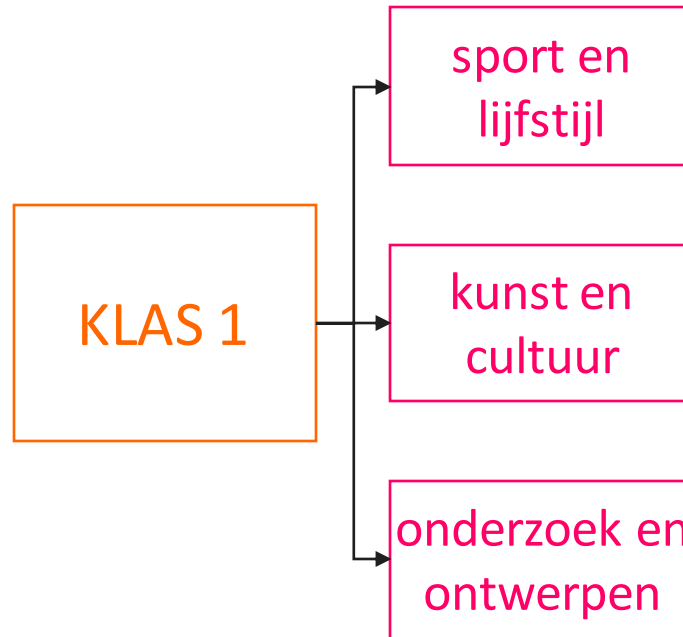 sport en
lijfstijl
KLAS 1
kunst en
cultuur
onderzoek en
ontwerpen